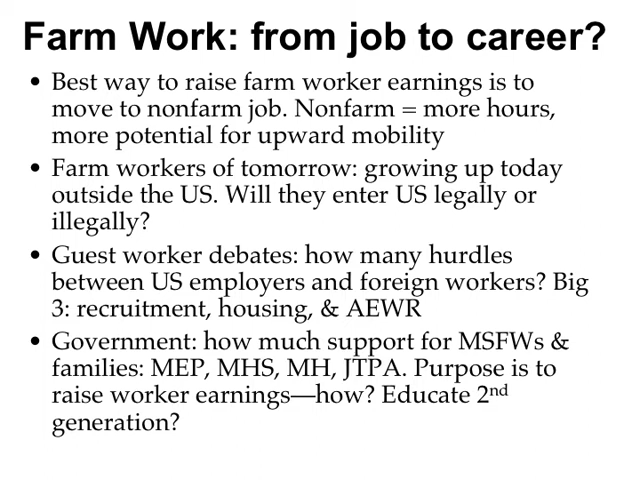 Farm Work: from job to career?
• Best way to raise farm worker earnings is to
move to nonfarm job. Nonfarm = more hours,
more potential for upward mobility
• Farm workers of tomorrow: growing up today
outside the US. Will they enter US legally or
illegally?
• Guest worker debates: how many hurdles
between US employers and foreign workers? Big
3: recruitment, housing, & AEWR
• Government: how much support for MSFWs &
families: MEP, MHS, MH, JTPA. Purpose is to
raise worker earnings—how? Educate 2nd
generation?